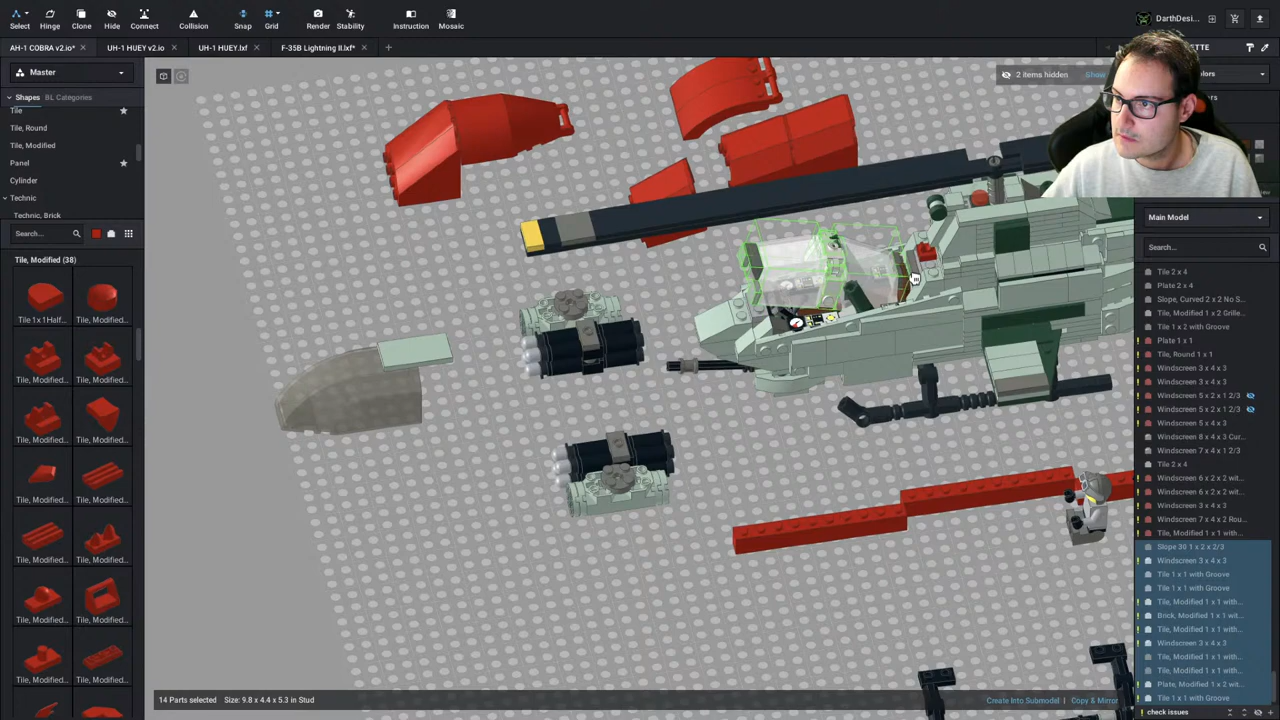 Select Hinge Clone Hide Connect Collision Snap Grid Render Stability Instruction Mosaic
DarthDesi...
AH-1 COBRA v2.io* × UH-1 HUEY v2.io × UH-1 HUEY.lxf × F-35B Lightning II.lxf* × +
Master
2 items hidden Show
Shapes BL Categories
Tile
Tile, Round
Tile, Modified
Panel
Cylinder
Technic
Technic, Brick
Search...
Tile, Modified (38)
Tile 1x1Half... Tile, Modified...
Tile, Modified... Tile, Modified...
Tile, Modified... Tile, Modified...
Tile, Modified... Tile, Modified...
Tile, Modified... Tile, Modified...
Tile, Modified... Tile, Modified...
Tile, Modified... Tile, Modified...
Main Model
Search...
Tile 2 x 4
Plate 2 x 4
Slope, Curved 2 x 2 No S...
Tile, Modified 1 x 2 Grille...
Tile 1 x 2 with Groove
Plate 1 x 1
Tile, Round 1 x 1
Windscreen 3 x 4 x 3
Windscreen 3 x 4 x 3
Windscreen 5 x 2 x 1 2/3
Windscreen 5 x 2 x 1 2/3
Windscreen 5 x 4 x 3
Windscreen 8 x 4 x 3 Cur...
Windscreen 7 x 4 x 1 2/3
Tile 2 x 4
Windscreen 6 x 2 x 2 wit...
Windscreen 6 x 2 x 2 wit...
Windscreen 3 x 4 x 3
Windscreen 7 x 4 x 2 Rou...
Tile, Modified 1 x 1 with...
Slope 30 1 x 2 x 2/3
Windscreen 3 x 4 x 3
Tile 1 x 1 with Groove
Tile 1 x 1 with Groove
Tile, Modified 1 x 1 with...
Brick, Modified 1 x 1 wit...
Tile, Modified 1 x 1 with...
Windscreen 3 x 4 x 3
Tile, Modified 1 x 1 with...
Tile, Modified 1 x 1 with...
Plate, Modified 1 x 2 wit...
Tile 1 x 1 with Groove
check issues
14 Parts selected Size: 9.8 x 4.4 x 5.3 in Stud
Create Into Submodel | Copy & Mirror